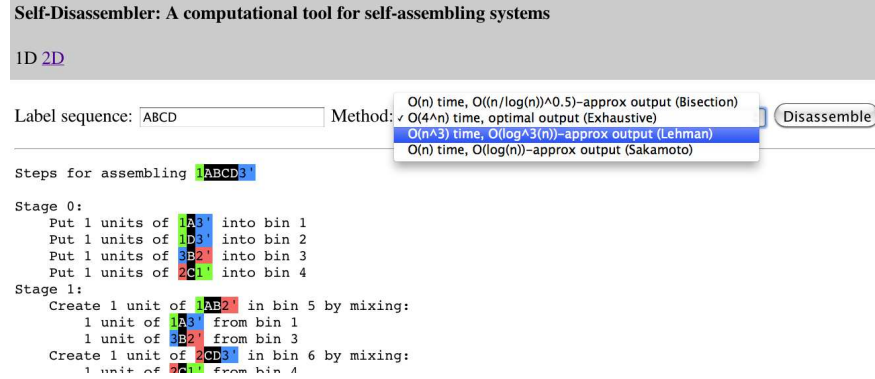 Self-Disassembler: A computational tool for self-assembling systems
1D 2D
Label sequence: ABCD Method: Disassemble
O(n) time, O((n/log(n))^0.5)-approx output (Bisection)
✓ O(4^n) time, optimal output (Exhaustive)
O(n^3) time, O(log^3(n))-approx output (Lehman)
O(n) time, O(log(n))-approx output (Sakamoto)
Steps for assembling 1ABCD3'
Stage 0:
Put 1 units of 1A3' into bin 1
Put 1 units of 1D3' into bin 2
Put 1 units of 3B2' into bin 3
Put 1 units of 2C1' into bin 4
Stage 1:
Create 1 unit of 1AB2' in bin 5 by mixing:
1 unit of 1A3' from bin 1
1 unit of 3B2' from bin 3
Create 1 unit of 2CD3' in bin 6 by mixing:
1 unit of 2C1' from bin 4